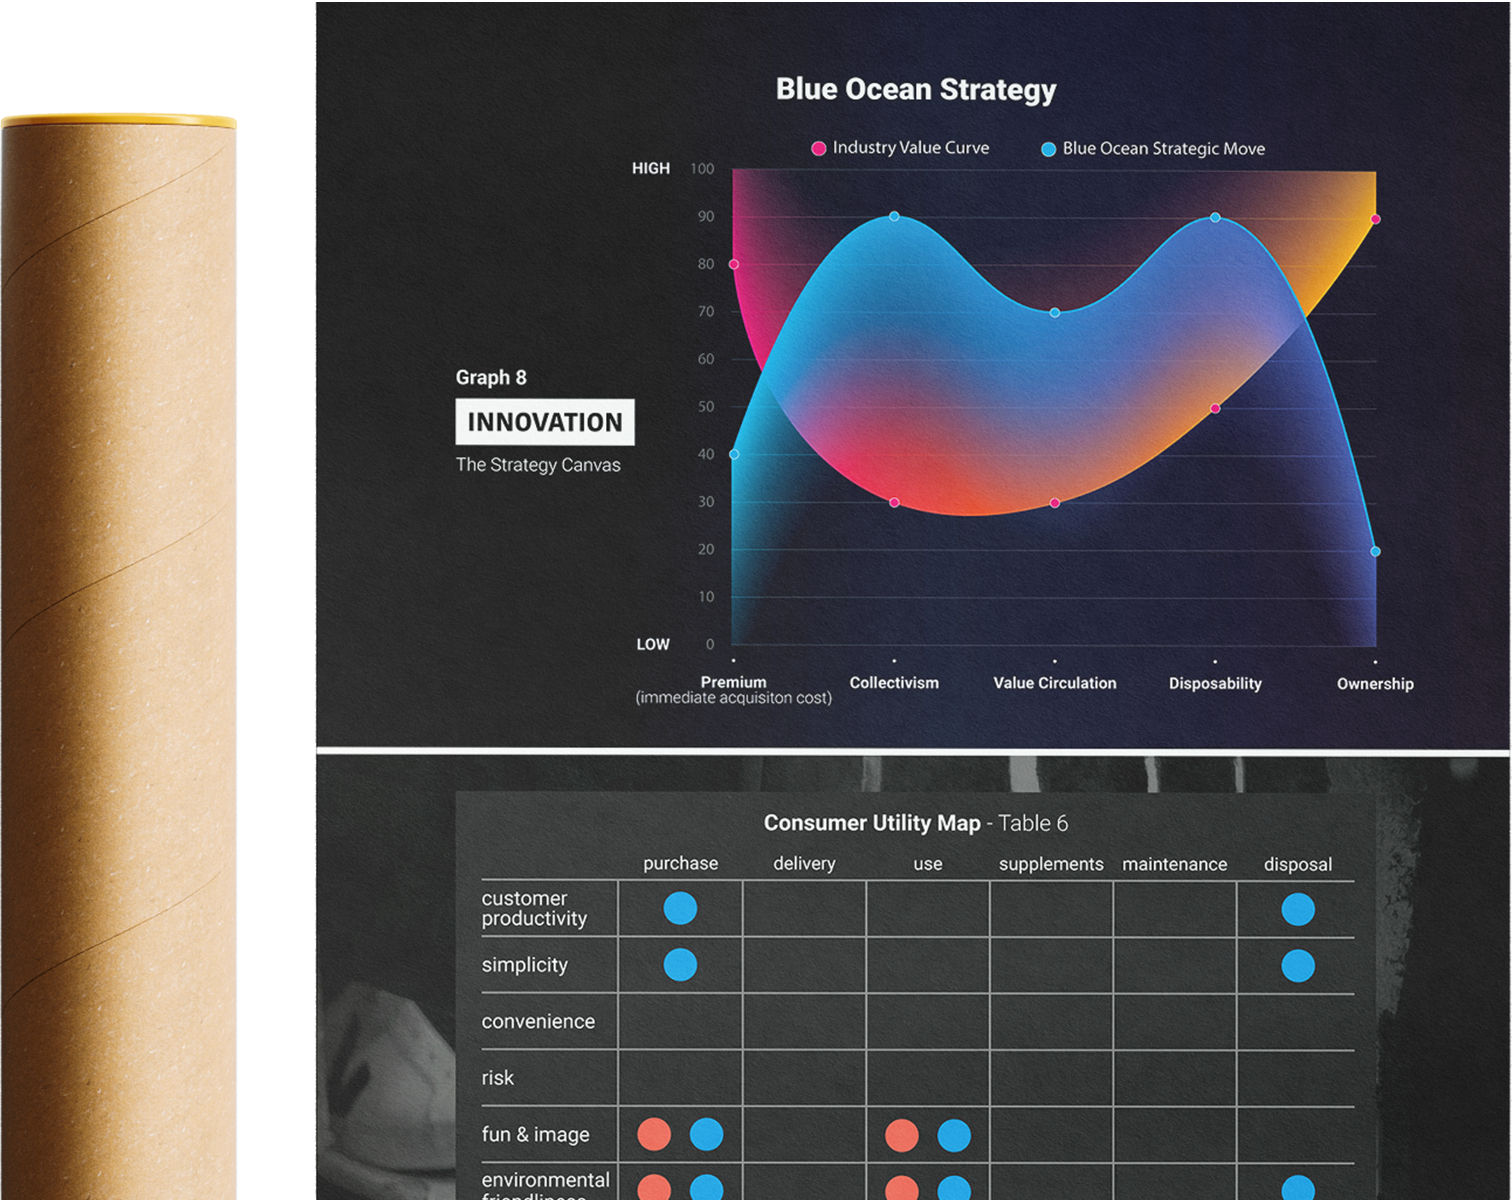 Blue Ocean Strategy
Industry Value Curve
Blue Ocean Strategic Move
HIGH 100
90
80
70
60
50
40
30
20
10
LOW 0
Graph 8
INNOVATION
The Strategy Canvas
Premium
(immediate acquisiton cost)
Collectivism
Value Circulation
Disposability
Ownership
Consumer Utility Map - Table 6
purchase delivery use supplements maintenance disposal
customer
productivity
simplicity
convenience
risk
fun & image
environmental